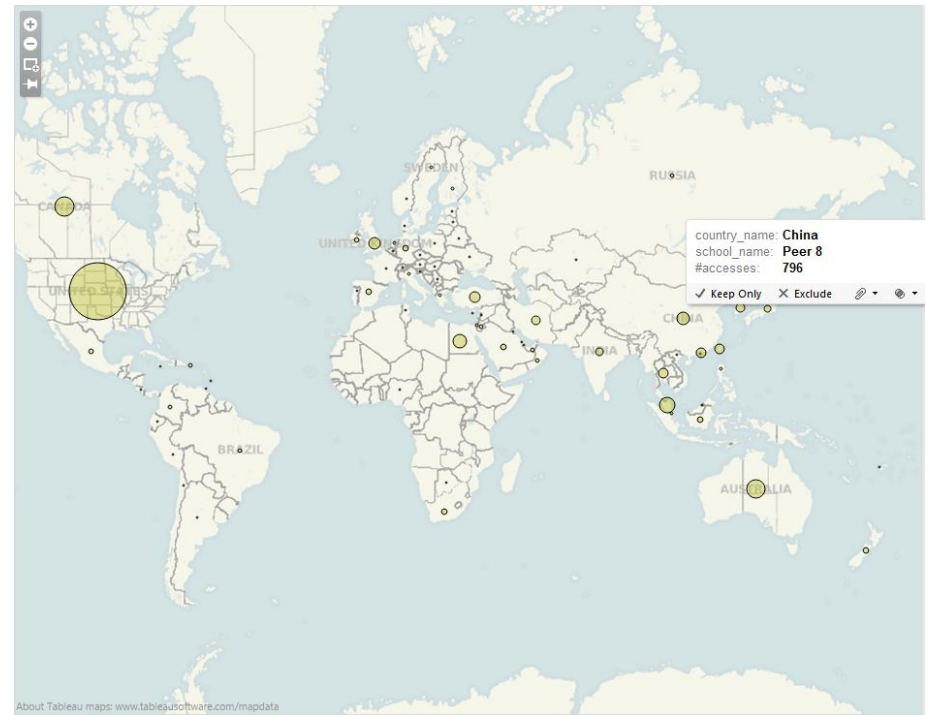 SWEDEN
RUSSIA
CANADA
UNITED KINGDOM
country_name: China
school_name: Peer 8
#accesses: 796
Keep Only Exclude
UNITED STATES
CHINA
INDIA
BRAZIL
AUSTRALIA
About Tableau maps: www.tableausoftware.com/mapdata